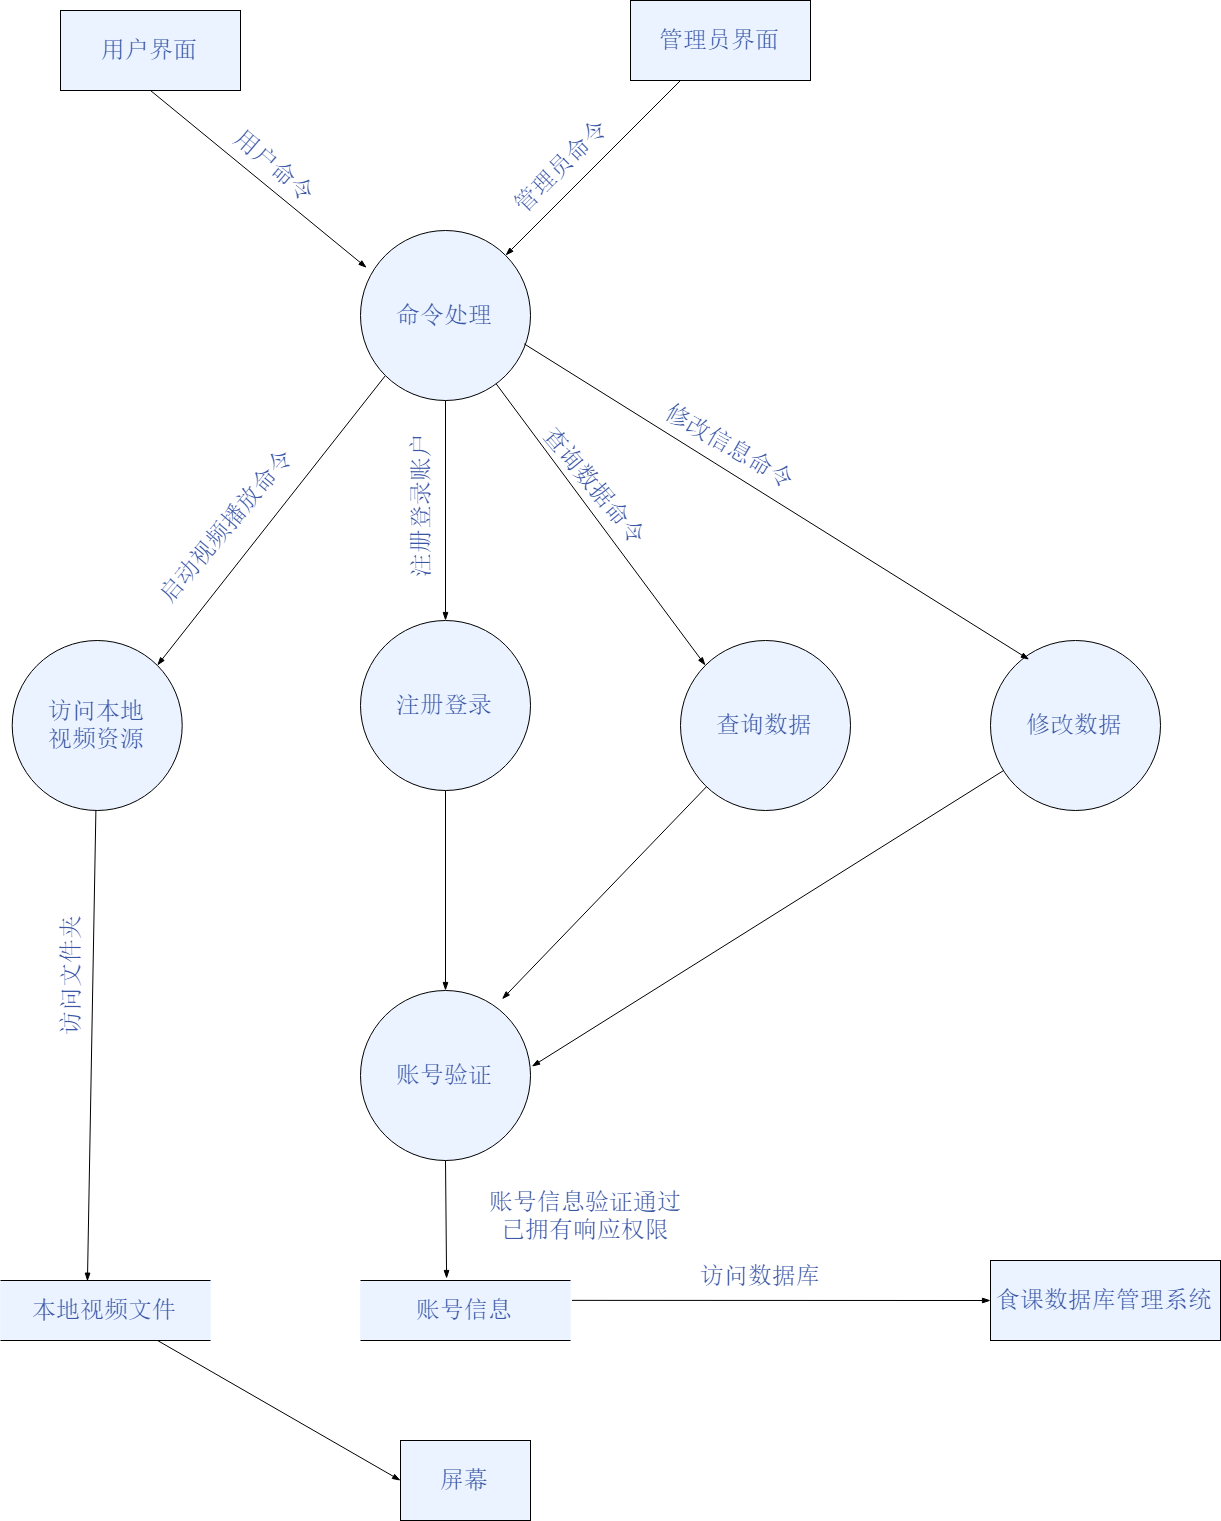 用户界面
管理员界面
用户命令
管理员命令
命令处理
启动视频播放命令
注册登录账户
查询数据命令
修改信息命令
访问本地
视频资源
注册登录
查询数据
修改数据
访问文件夹
账号验证
账号信息验证通过
已拥有响应权限
本地视频文件
账号信息
访问数据库
食课数据库管理系统
屏幕